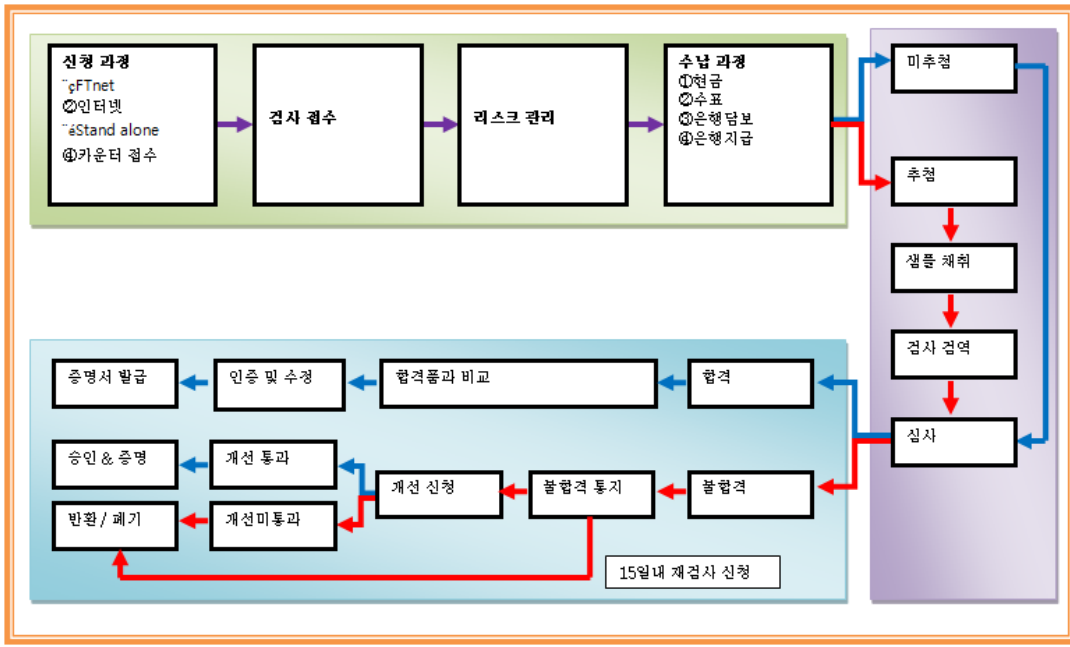 신청 과정
¨çFTnet
②인터넷
¨éStand alone
④카운터 접수
검사 접수
리스크 관리
수납 과정
①현금
②수표
③은행담보
④은행지급
미추첨
추첨
샘플 채취
검사 검역
심사
합격
합격품과 비교
인증 및 수정
증명서 발급
불합격
불합격 통지
개선 신청
개선 통과
승인 & 증명
개선미통과
반환 / 폐기
15일내 재검사 신청